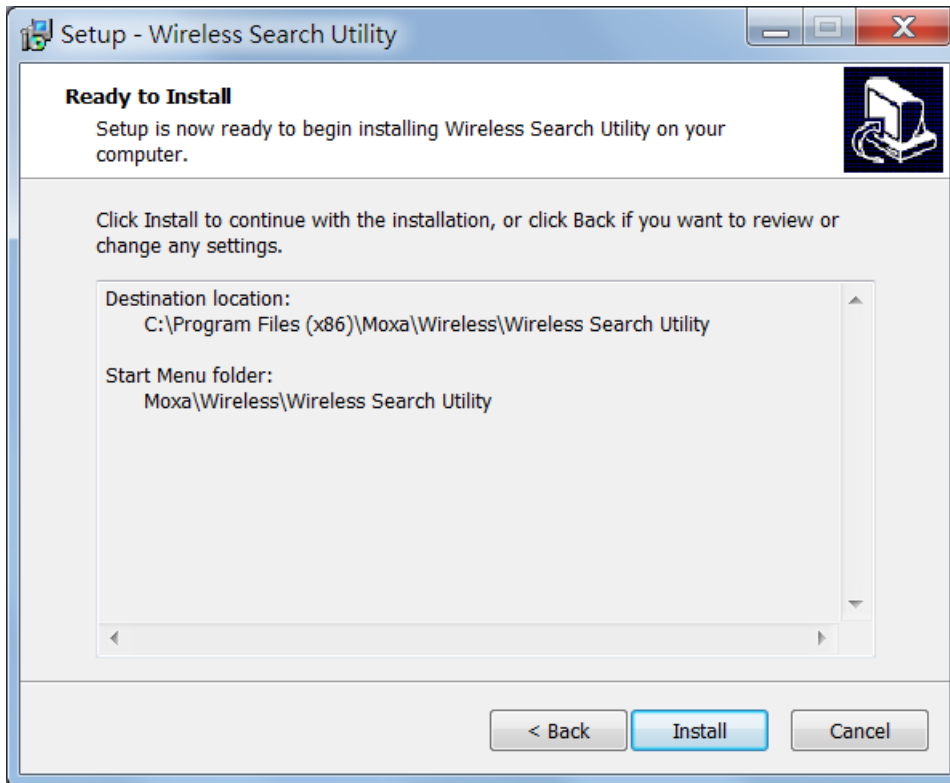 Setup - Wireless Search Utility
Ready to Install
Setup is now ready to begin installing Wireless Search Utility on your
computer.
Click Install to continue with the installation, or click Back if you want to review or
change any settings.
Destination location:
C:\Program Files (x86)\Moxa\Wireless\Wireless Search Utility
Start Menu folder:
Moxa\Wireless\Wireless Search Utility
< Back
Install
Cancel